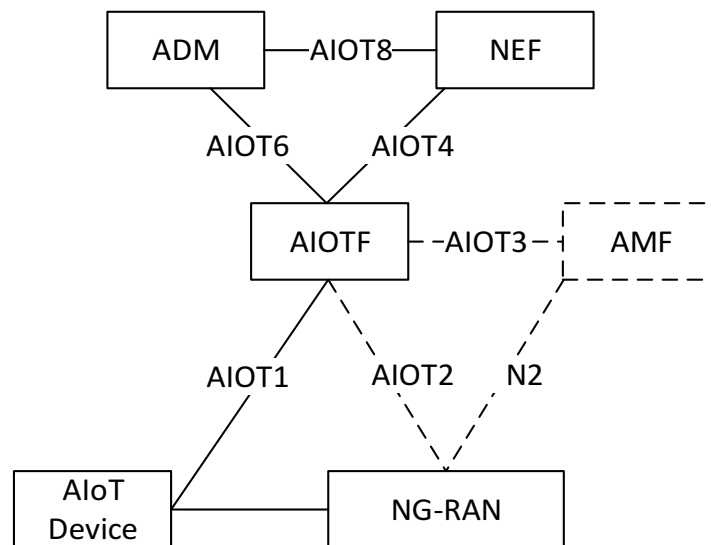 ADM
AIOT8
NEF
AIOT6
AIOT4
AIOTF
AIOT3
AMF
AIOT1
AIOT2
N2
AIoT
Device
NG-RAN